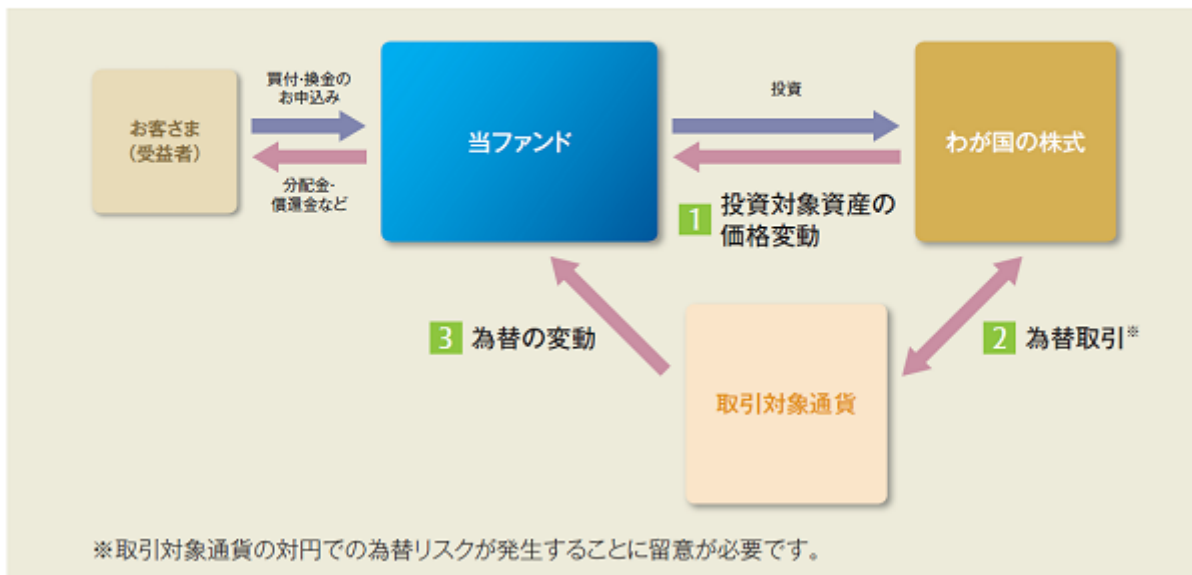 買付・換金の
お申込み
投資
お客さま
（受益者）
当ファンド
わが国の株式
分配金・
償還金など
1 投資対象資産の
価格変動
3 為替の変動
2 為替取引※
取引対象通貨
※取引対象通貨の対円での為替リスクが発生することに留意が必要です。